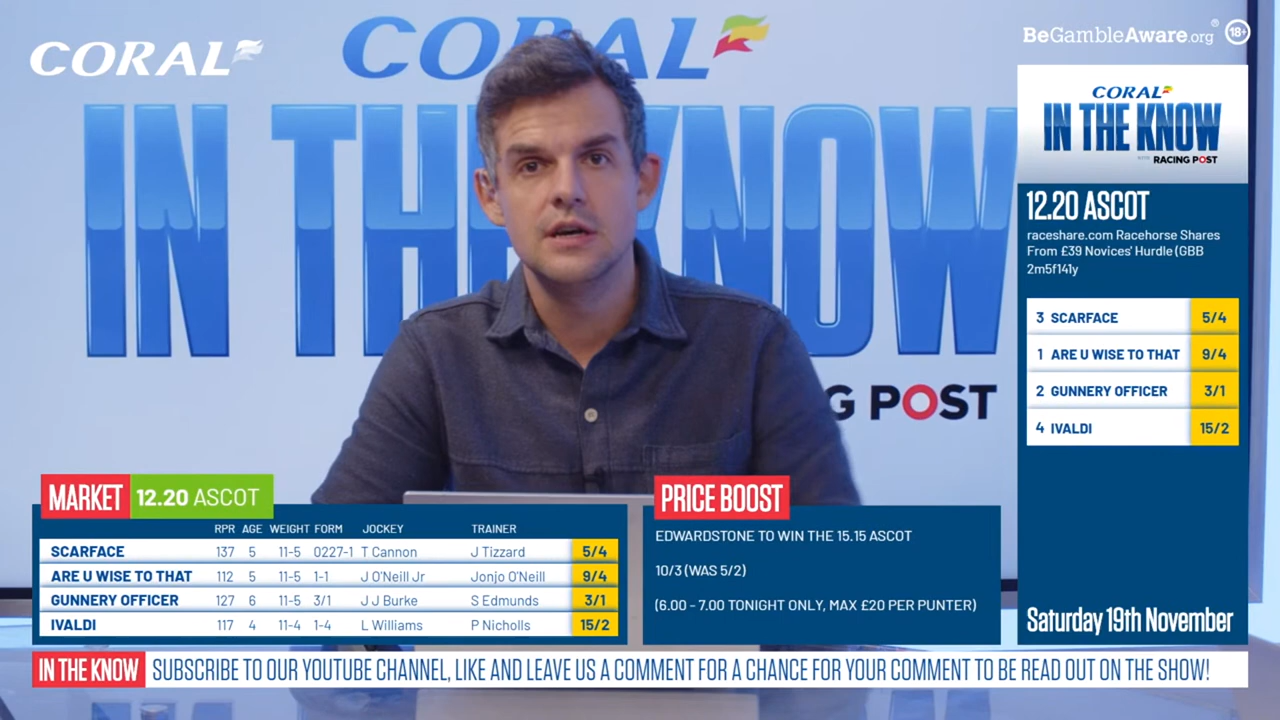 CORAL
CORAL
IN THE KNOW
G POST
BeGambleAware.org® 18+
CORAL
IN THE KNOW
WITH RACING POST
12.20 ASCOT
raceshare.com Racehorse Shares
From £39 Novices' Hurdle (GBB
2m5f141y
3 SCARFACE 5/4
1 ARE U WISE TO THAT 9/4
2 GUNNERY OFFICER 3/1
4 IVALDI 15/2
Saturday 19th November
MARKET 12.20 ASCOT
RPR AGE WEIGHT FORM JOCKEY TRAINER
SCARFACE 137 5 11-5 0227-1 T Cannon J Tizzard 5/4
ARE U WISE TO THAT 112 5 11-5 1-1 J O'Neill Jr Jonjo O'Neill 9/4
GUNNERY OFFICER 127 6 11-5 3/1 J J Burke S Edmunds 3/1
IVALDI 117 4 11-4 1-4 L Williams P Nicholls 15/2
PRICE BOOST
EDWARDSTONE TO WIN THE 15.15 ASCOT
10/3 (WAS 5/2)
(6.00 - 7.00 TONIGHT ONLY, MAX £20 PER PUNTER)
IN THE KNOW SUBSCRIBE TO OUR YOUTUBE CHANNEL, LIKE AND LEAVE US A COMMENT FOR A CHANCE FOR YOUR COMMENT TO BE READ OUT ON THE SHOW!